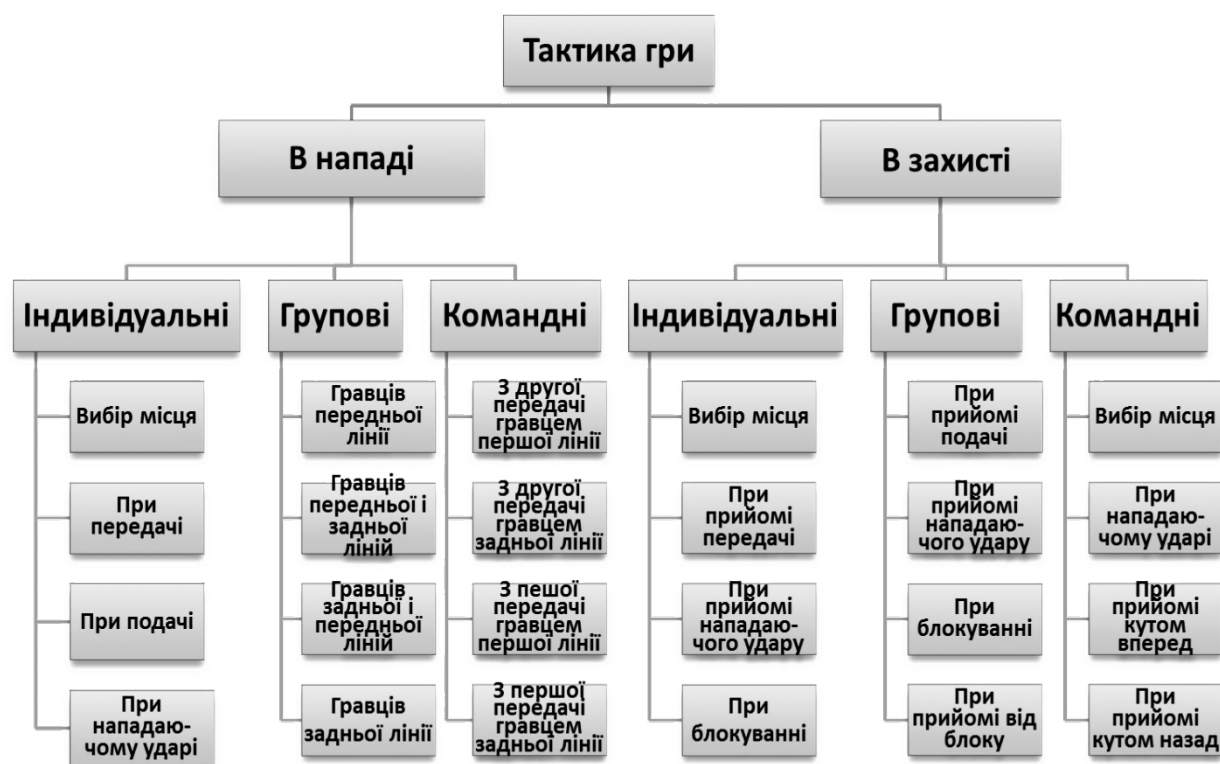 Тактика гри
В нападі
В захисті
Індивідуальні
Групові
Командні
Індивідуальні
Групові
Командні
Вибір місця
При
передачі
При подачі
При
нападаю-
чому ударі
Гравців
передньої
лінії
Гравців
передньої і
задньої
ліній
Гравців
задньої і
передньої
ліній
Гравців
задньої лінії
З другої
передачі
гравцем
першої лінії
З другої
передачі
гравцем
задньої лінії
З пешої
передачі
гравцем
першої лінії
З першої
передачі
гравцем
задньої лінії
Вибір місця
При
прийомі
передачі
При
прийомі
нападаю-
чого удару
При
блокуванні
При
прийомі
подачі
При
прийомі
нападаю-
чого удару
При
блокуванні
При
прийомі від
блоку
Вибір місця
При
нападаю-
чому ударі
При
прийомі
кутом
вперед
При
прийомі
кутом назад